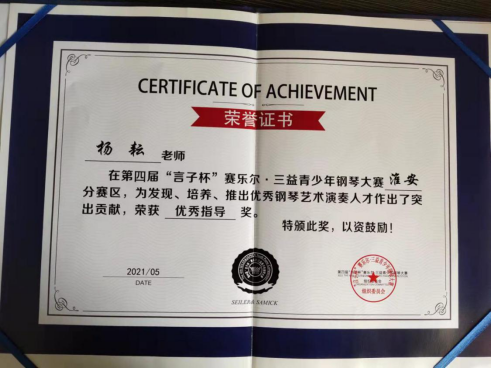 CERTIFICATE OF ACHIEVEMENT
荣誉证书
杨耘 老师
在第四届“言子杯”赛乐尔·三益青少年钢琴大赛 淮安
分赛区，为发现、培养、推出优秀钢琴艺术演奏人才作出了突
出贡献，荣获 优秀指导 奖。
特颁此奖，以资鼓励！
2021/05
DATE
SEILER& SAMICK
组织委员会